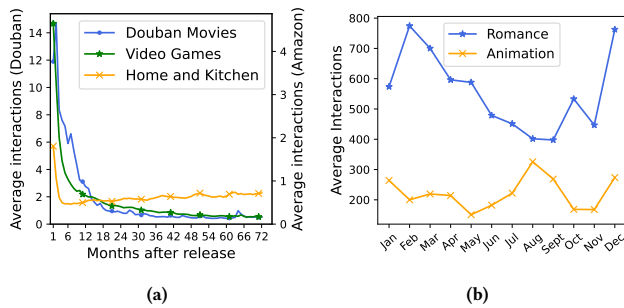 Average interactions (Douban)
14
12
10
8
6
4
2
0
Douban Movies
Video Games
Home and Kitchen
4
3
2
1
0
Average interactions (Amazon)
1 6 12 18 24 30 36 42 48 54 60 66 72
Months after release
(a)
Average Interactions
800
700
600
500
400
300
200
Romance
Animation
Jan Feb Mar Apr May Jun Jul Aug Sept Oct Nov Dec
(b)